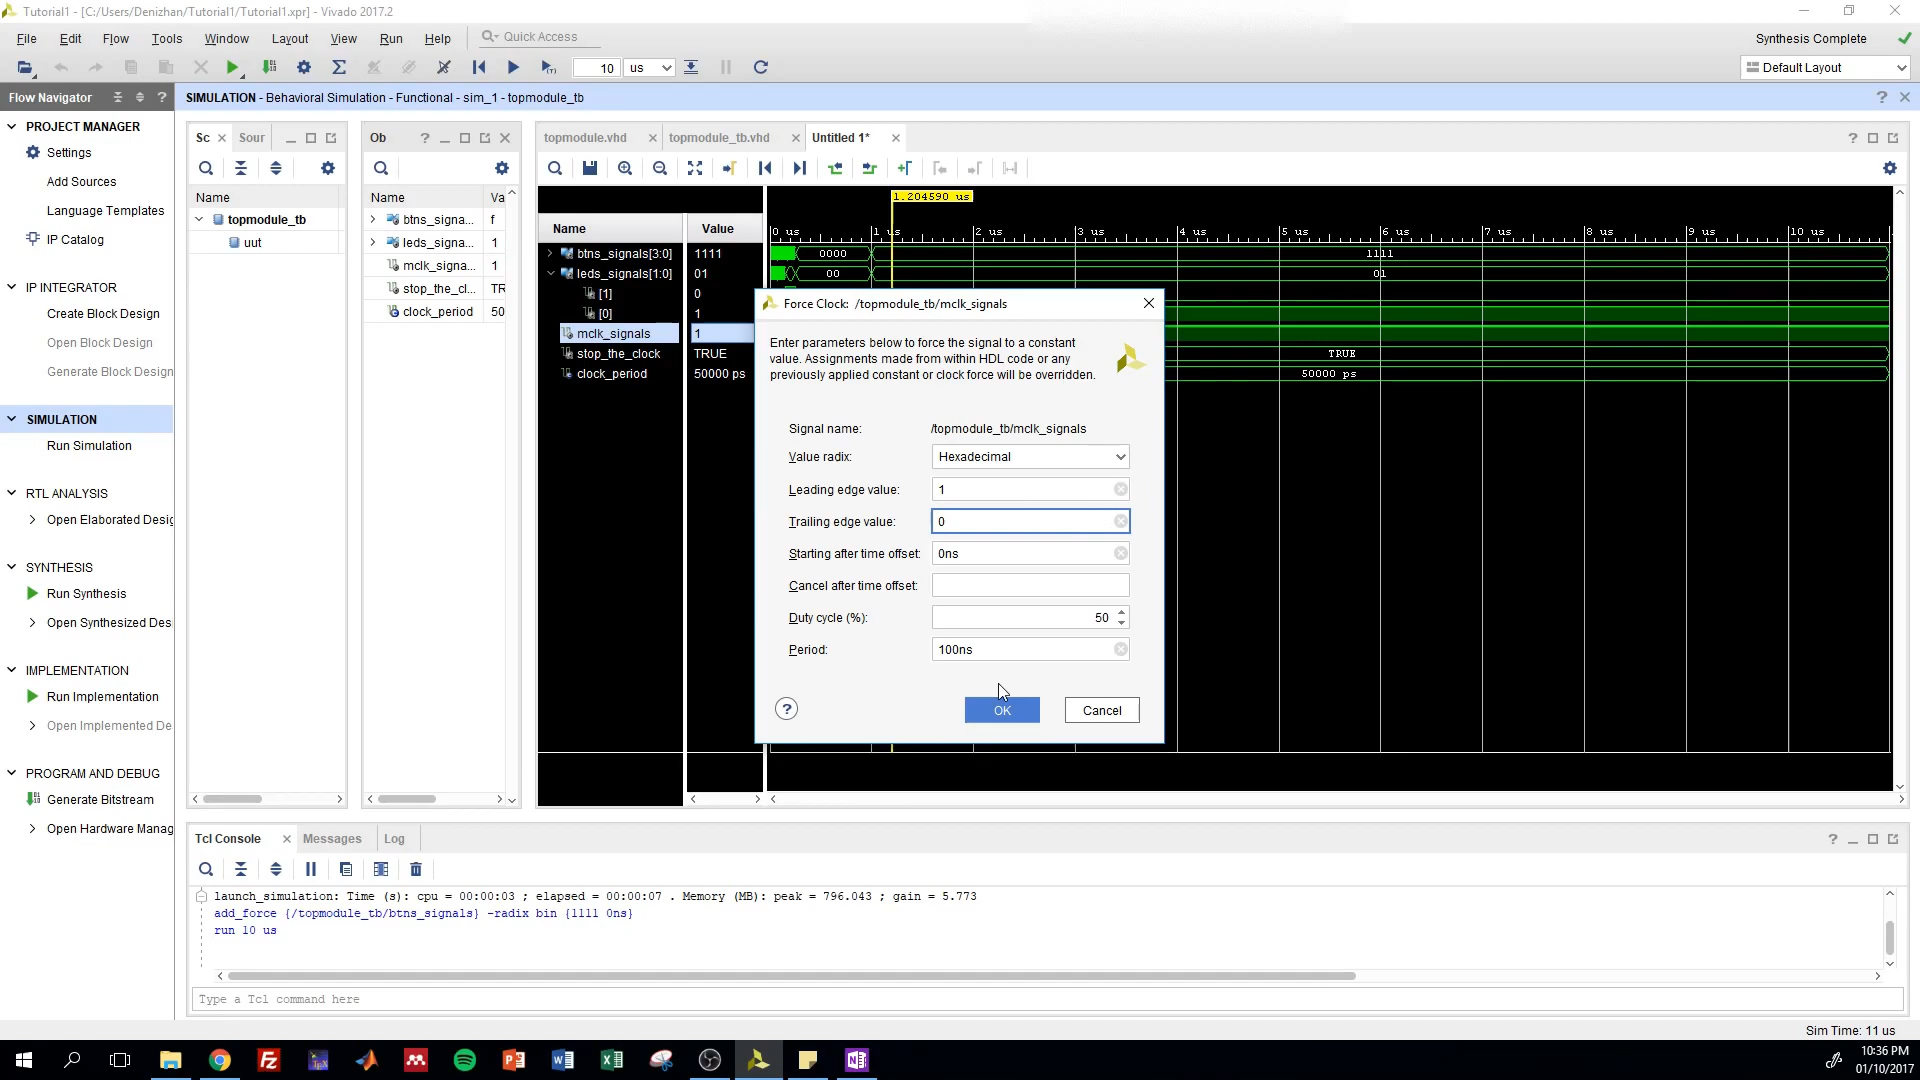 Tutorial1 - [C:/Users/Denizhan/Tutorial1/Tutorial1.xpr] - Vivado 2017.2
File Edit Flow Tools Window Layout View Run Help Quick Access
Synthesis Complete
10 us
Default Layout
Flow Navigator
SIMULATION - Behavioral Simulation - Functional - sim_1 - topmodule_tb
PROJECT MANAGER
Settings
Add Sources
Language Templates
IP Catalog
IP INTEGRATOR
Create Block Design
Open Block Design
Generate Block Design
SIMULATION
Run Simulation
RTL ANALYSIS
Open Elaborated Desig
SYNTHESIS
Run Synthesis
Open Synthesized Des
IMPLEMENTATION
Run Implementation
Open Implemented De
PROGRAM AND DEBUG
Generate Bitstream
Open Hardware Manag
Sc Sour
Name
topmodule_tb
uut
Ob
Name Va
btns_signa... f
leds_signa... 1
mclk_signa... 1
stop_the_cl... TR
clock_period 50
topmodule.vhd topmodule_tb.vhd Untitled 1*
1.204590 us
Name Value
0 us 1 us 2 us 3 us 4 us 5 us 6 us 7 us 8 us 9 us 10 us
btns_signals[3:0] 1111 0000 1111
leds_signals[1:0] 01 00 01
[1] 0
[0] 1
mclk_signals 1
stop_the_clock TRUE TRUE
clock_period 50000 ps 50000 ps
Force Clock: /topmodule_tb/mclk_signals
Enter parameters below to force the signal to a constant
value. Assignments made from within HDL code or any
previously applied constant or clock force will be overridden.
Signal name: /topmodule_tb/mclk_signals
Value radix: Hexadecimal
Leading edge value: 1
Trailing edge value: 0
Starting after time offset: 0ns
Cancel after time offset:
Duty cycle (%): 50
Period: 100ns
? OK Cancel
Tcl Console Messages Log
launch_simulation: Time (s): cpu = 00:00:03 ; elapsed = 00:00:07 . Memory (MB): peak = 796.043 ; gain = 5.773
add_force {/topmodule_tb/btns_signals} -radix bin {1111 0ns}
run 10 us
Type a Tcl command here
Sim Time: 11 us
10:36 PM
01/10/2017